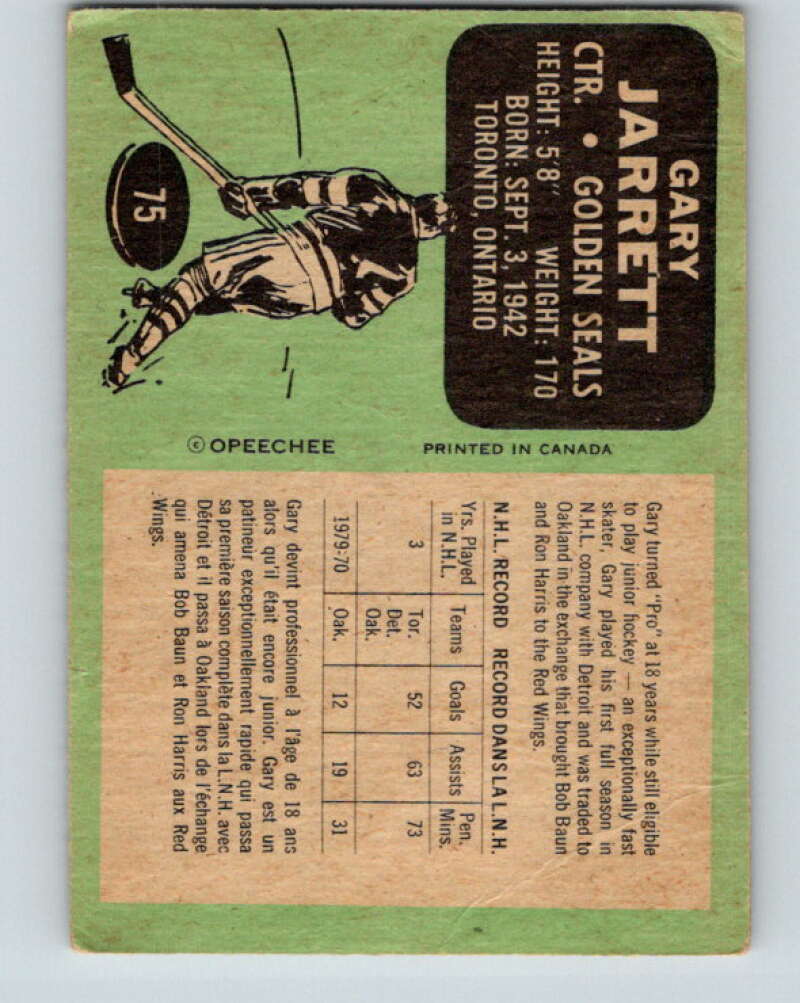 GARY
JARRETT
CTR. • GOLDEN SEALS
HEIGHT: 5'8" WEIGHT: 170
BORN: SEPT. 3, 1942
TORONTO, ONTARIO
75
© OPEECHEE
PRINTED IN CANADA
Gary turned "Pro" at 18 years while still eligible
to play junior hockey — an exceptionally fast
skater, Gary played his first full season in
N.H.L. company with Detroit and was traded to
Oakland in the exchange that brought Bob Baun
and Ron Harris to the Red Wings.
N.H.L. RECORD RECORD DANS LA L.N.H.
Yrs. Played in N.H.L. Teams Goals Assists Pen. Mins.
3 Tor. Det. Oak. 52 63 73
1979-70 Oak. 12 19 31
Gary devint professionnel à l'âge de 18 ans
alors qu'il était encore junior. Gary est un
patineur exceptionnellement rapide qui passa
sa première saison complète dans la L.N.H. avec
Détroit et il passa à Oakland lors de l'échange
qui amena Bob Baun et Ron Harris aux Red
Wings.